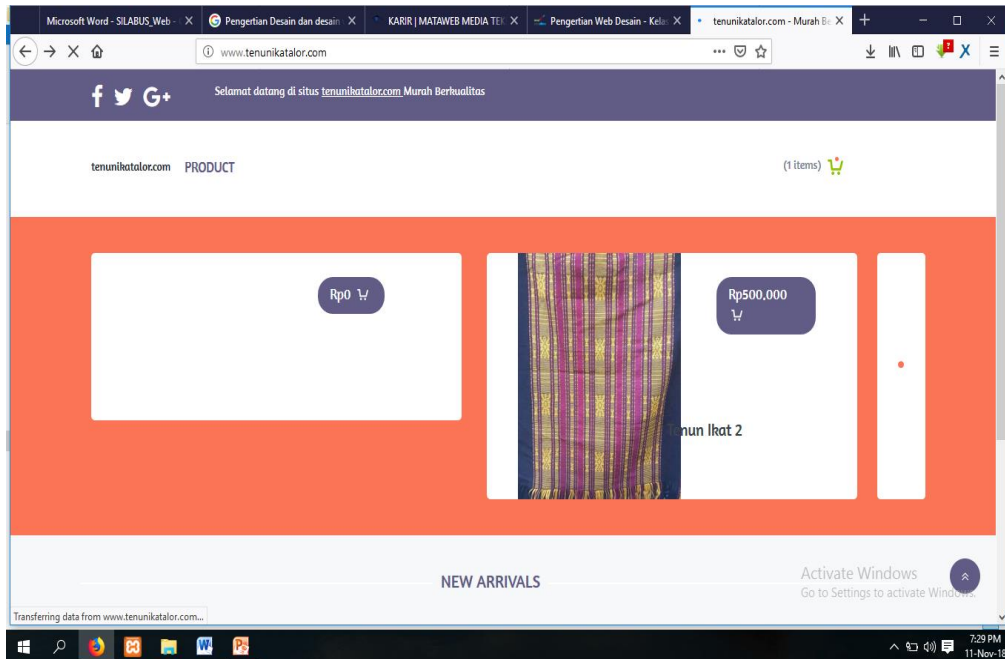 Microsoft Word - SILABUS_Web -
Pengertian Desain dan desain
KARIR | MATAWEB MEDIA TEK
Pengertian Web Desain - Kelas
tenunikatalor.com - Murah Be
www.tenunikatalor.com
f G+ Selamat datang di situs tenunikatalor.com Murah Berkualitas
tenunikatalor.com PRODUCT (1 items)
Rp0
Rp500,000
Tenun Ikat 2
NEW ARRIVALS
Activate Windows
Go to Settings to activate Windows.
Transferring data from www.tenunikatalor.com...
7:29 PM
11-Nov-18